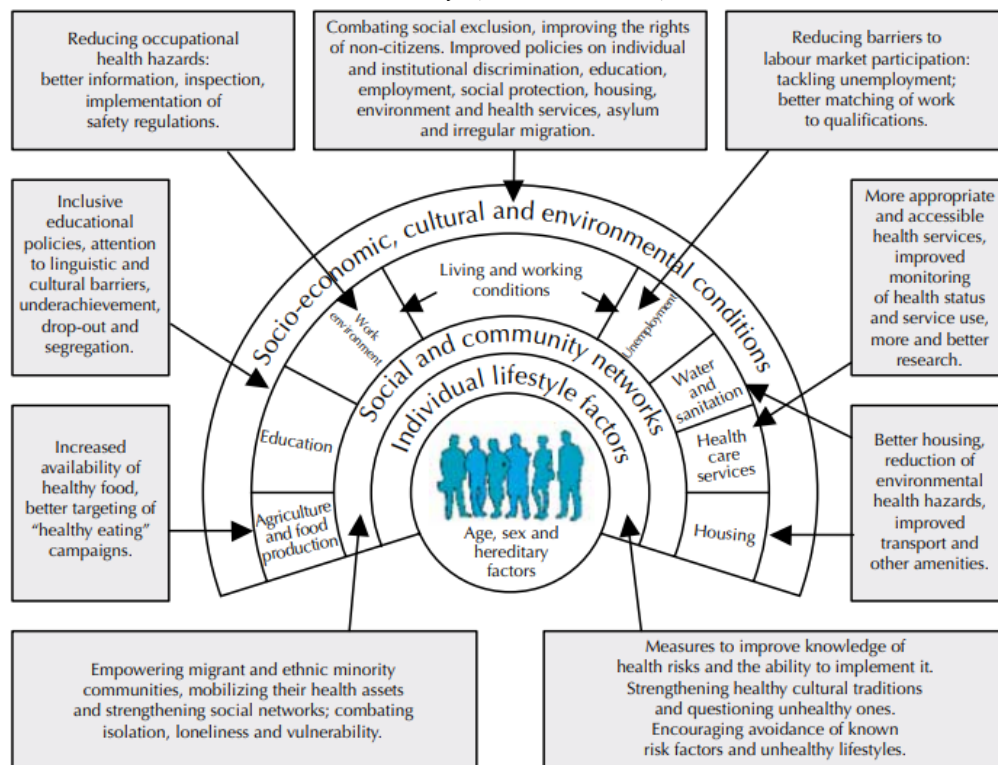 Reducing occupational
health hazards:
better information, inspection,
implementation of
safety regulations.
Combating social exclusion, improving the rights
of non-citizens. Improved policies on individual
and institutional discrimination, education,
employment, social protection, housing,
environment and health services, asylum
and irregular migration.
Reducing barriers to
labour market participation:
tackling unemployment;
better matching of work
to qualifications.
Inclusive
educational
policies, attention
to linguistic and
cultural barriers,
underachievement,
drop-out and
segregation.
More appropriate
and accessible
health services,
improved
monitoring
of health status
and service use,
more and better
research.
Socio-economic, cultural and environmental conditions
Living and working
conditions
Work
environment
Unemployment
Social and community networks
Water
and
sanitation
Individual lifestyle factors
Education
Health
care
services
Increased
availability of
healthy food,
better targeting of
“healthy eating”
campaigns.
Better housing,
reduction of
environmental
health hazards,
improved
transport and
other amenities.
Agriculture
and food
production
Housing
Age, sex and
hereditary
factors
Empowering migrant and ethnic minority
communities, mobilizing their health assets
and strengthening social networks; combating
isolation, loneliness and vulnerability.
Measures to improve knowledge of
health risks and the ability to implement it.
Strengthening healthy cultural traditions
and questioning unhealthy ones.
Encouraging avoidance of known
risk factors and unhealthy lifestyles.